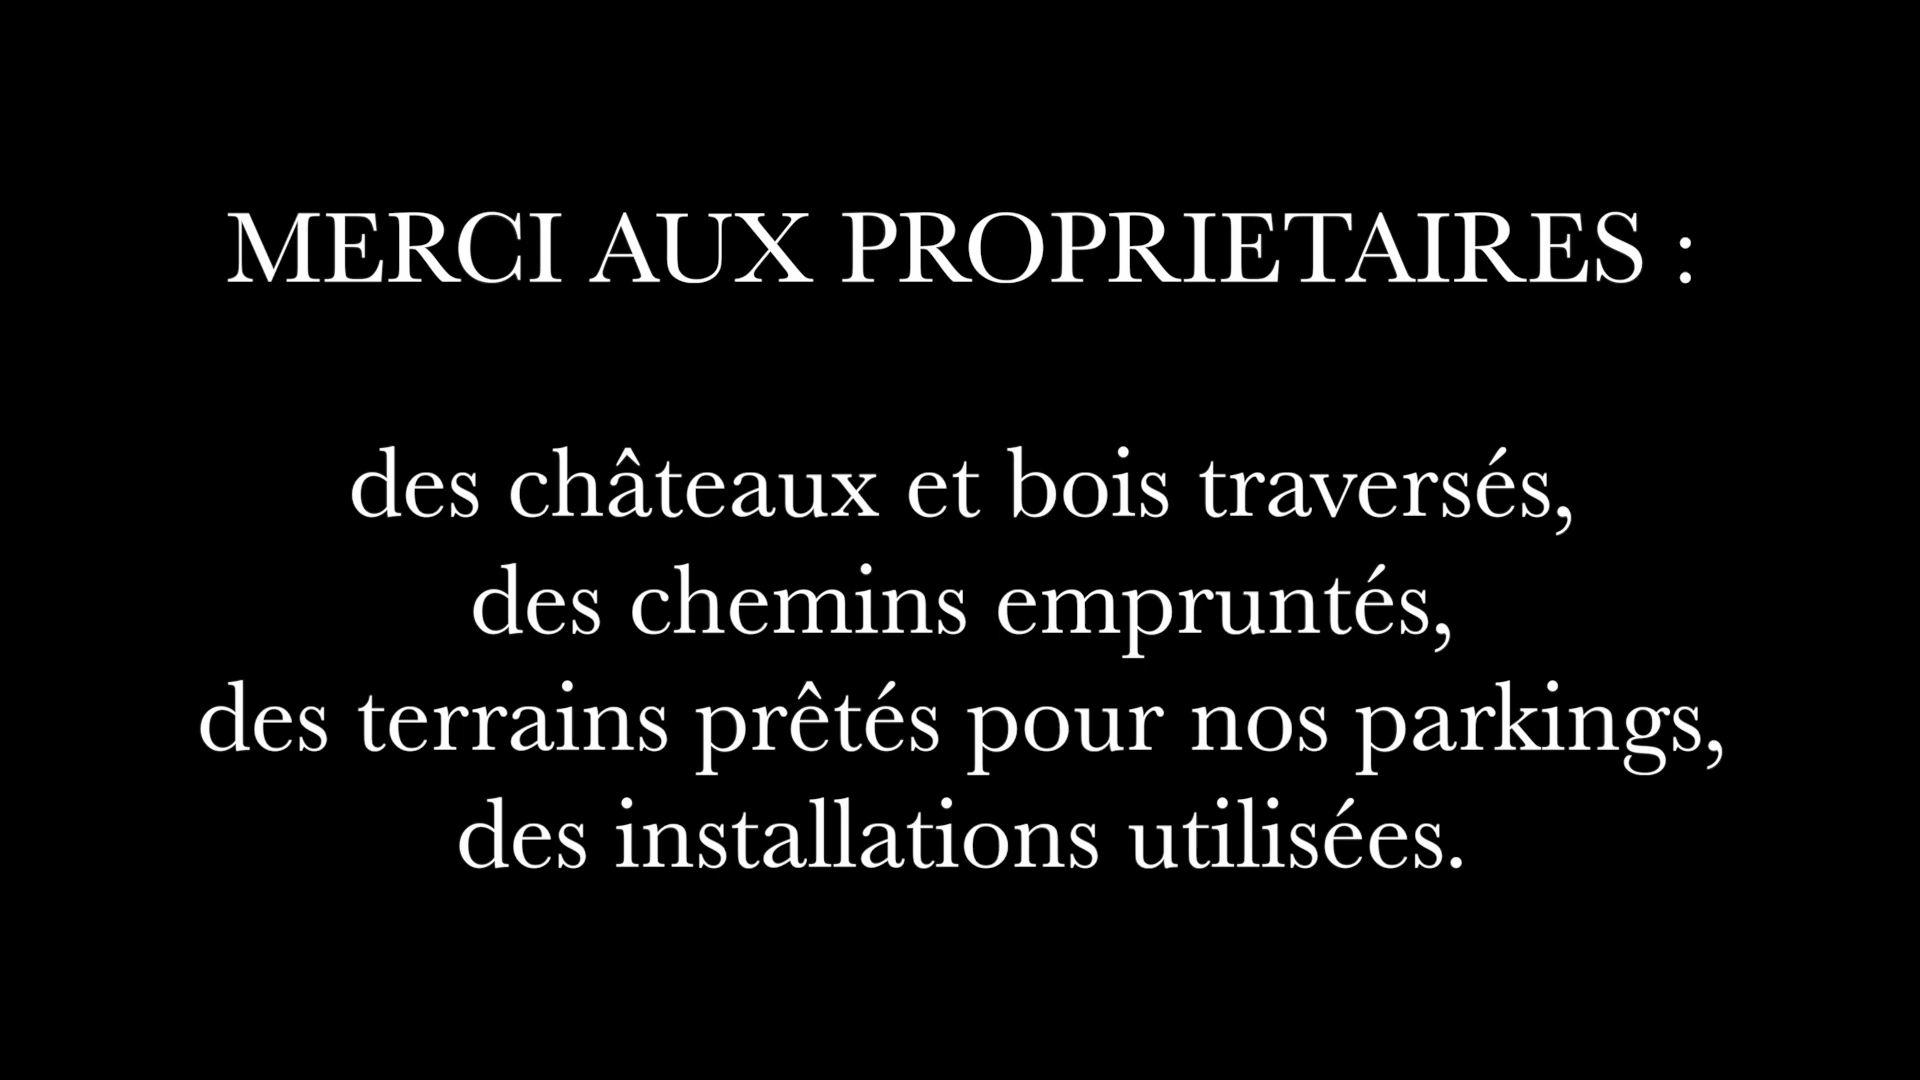 MERCI AUX PROPRIETAIRES :
des châteaux et bois traversés,
des chemins empruntés,
des terrains prêtés pour nos parkings,
des installations utilisées.